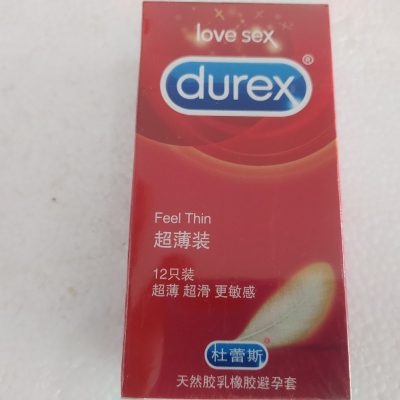 love sex
durex®
Feel Thin
超薄装
12只装
超薄 超滑 更敏感
杜蕾斯®
天然胶乳橡胶避孕套